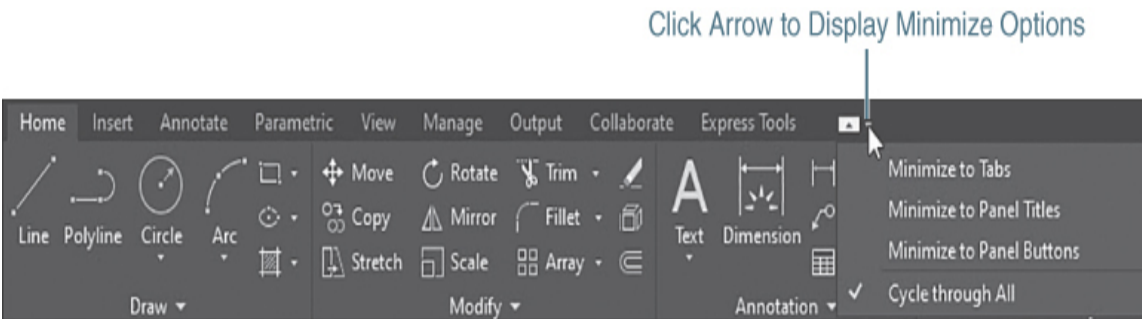 Click Arrow to Display Minimize Options
Home Insert Annotate Parametric View Manage Output Collaborate Express Tools
Move Rotate Trim
Minimize to Tabs
Copy Mirror Fillet
Minimize to Panel Titles
Line Polyline Circle Arc
A
Text Dimension
Stretch Scale Array
Minimize to Panel Buttons
Draw Modify Annotation
Cycle through All